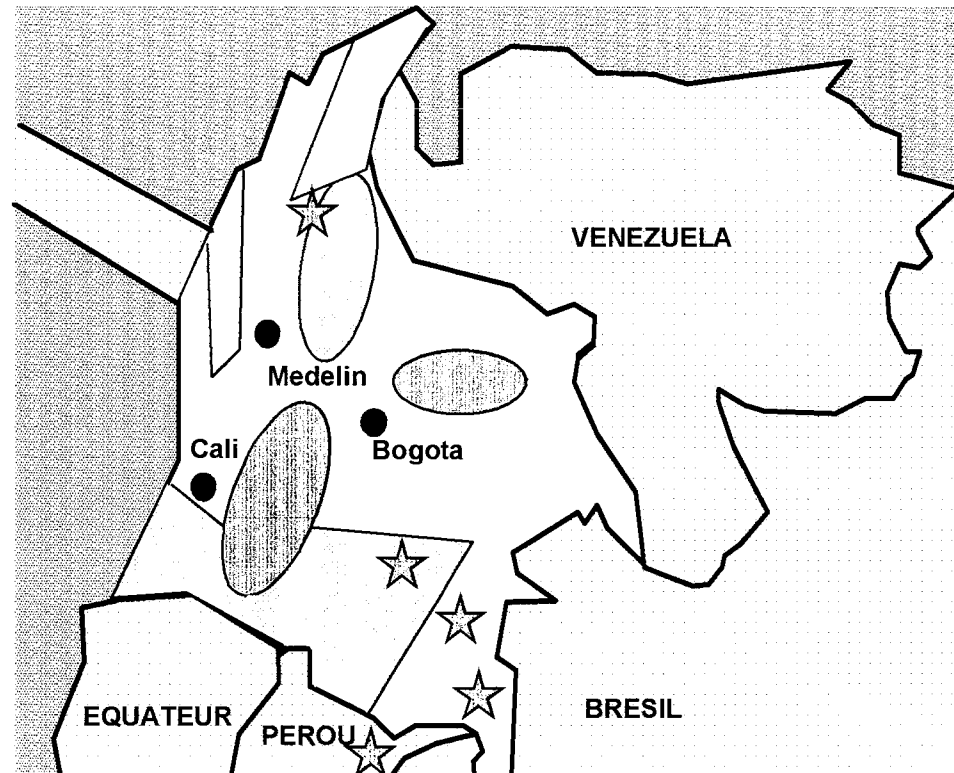 VENEZUELA
Medelin
Cali
Bogota
EQUATEUR
PEROU
BRESIL